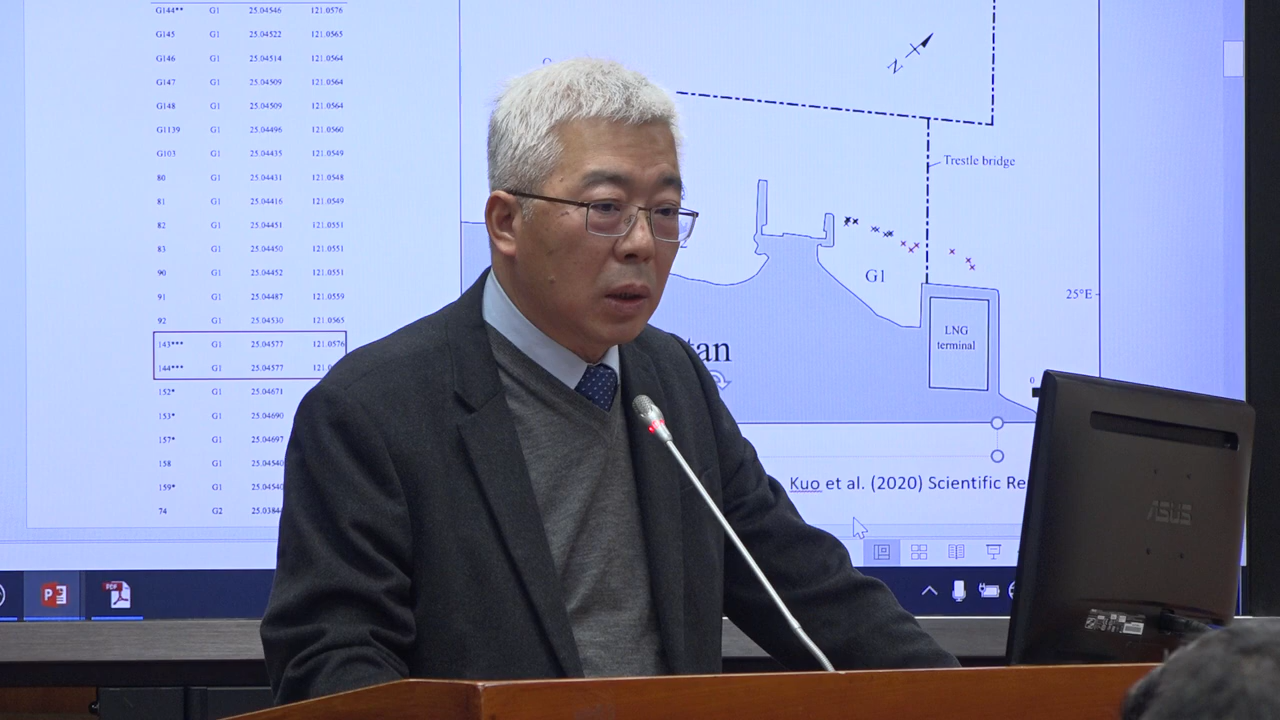 G144** G1 25.04546 121.0576
G145 G1 25.04522 121.0565
G146 G1 25.04514 121.0564
G147 G1 25.04509 121.0564
G148 G1 25.04509 121.0564
G1139 G1 25.04496 121.0560
G103 G1 25.04435 121.0549
80 G1 25.04431 121.0548
81 G1 25.04416 121.0549
82 G1 25.04451 121.0551
83 G1 25.04450 121.0551
90 G1 25.04452 121.0551
91 G1 25.04487 121.0559
92 G1 25.04530 121.0565
143*** G1 25.04577 121.0576
144*** G1 25.04577
152* G1 25.04671
153* G1 25.04690
157* G1 25.04697
158 G1 25.04540
159* G1 25.04540
74 G2
N
Trestle bridge
G1
25°E
LNG
terminal
0
Kuo et al. (2020) Scientific
ASUS
PDF
P